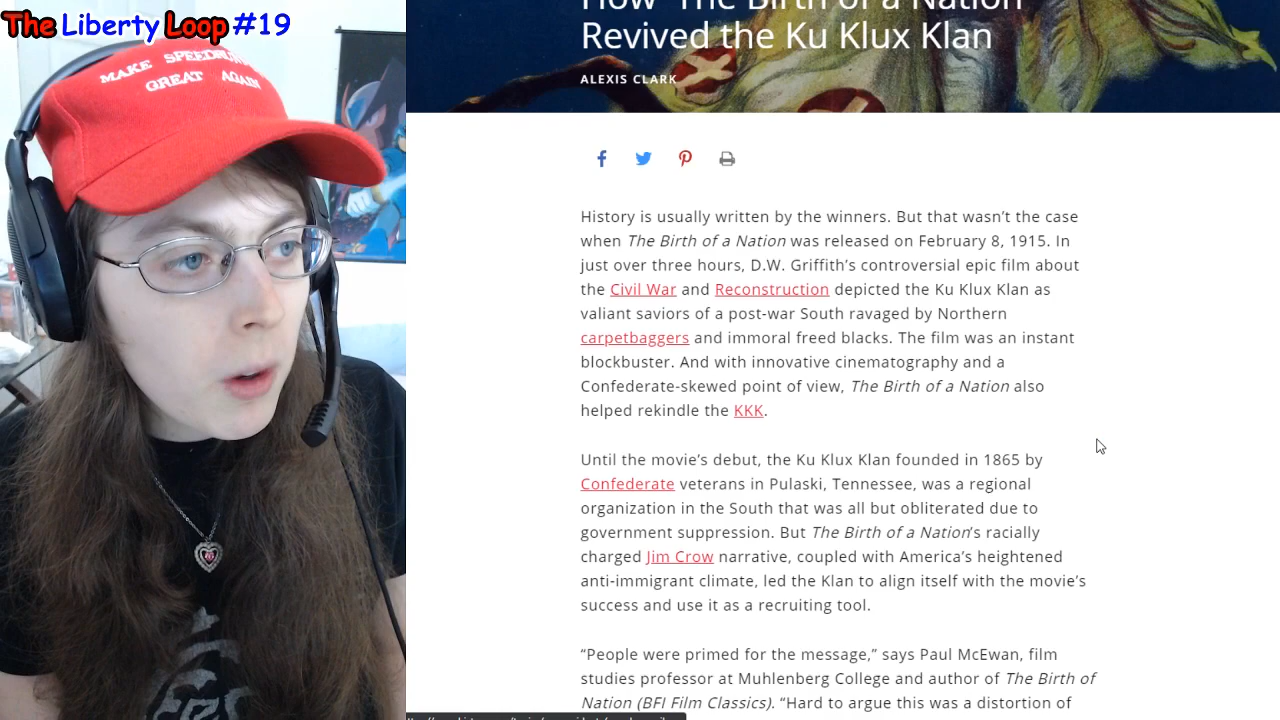 The Liberty Loop #19
MAKE SPEEDRUN
GREAT AGAIN
Revived the Ku Klux Klan
ALEXIS CLARK
History is usually written by the winners. But that wasn’t the case
when The Birth of a Nation was released on February 8, 1915. In
just over three hours, D.W. Griffith’s controversial epic film about
the Civil War and Reconstruction depicted the Ku Klux Klan as
valiant saviors of a post-war South ravaged by Northern
carpetbaggers and immoral freed blacks. The film was an instant
blockbuster. And with innovative cinematography and a
Confederate-skewed point of view, The Birth of a Nation also
helped rekindle the KKK.
Until the movie’s debut, the Ku Klux Klan founded in 1865 by
Confederate veterans in Pulaski, Tennessee, was a regional
organization in the South that was all but obliterated due to
government suppression. But The Birth of a Nation’s racially
charged Jim Crow narrative, coupled with America’s heightened
anti-immigrant climate, led the Klan to align itself with the movie’s
success and use it as a recruiting tool.
“People were primed for the message,” says Paul McEwan, film
studies professor at Muhlenberg College and author of The Birth of
Nation (BFI Film Classics). “Hard to argue this was a distortion of